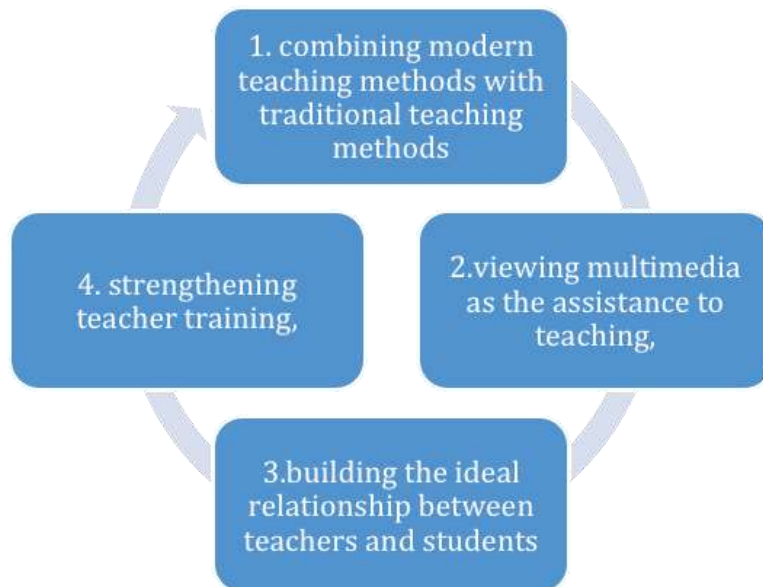 1. combining modern
teaching methods with
traditional teaching
methods
2.viewing multimedia
as the assistance to
teaching,
3.building the ideal
relationship between
teachers and students
4. strengthening
teacher training,